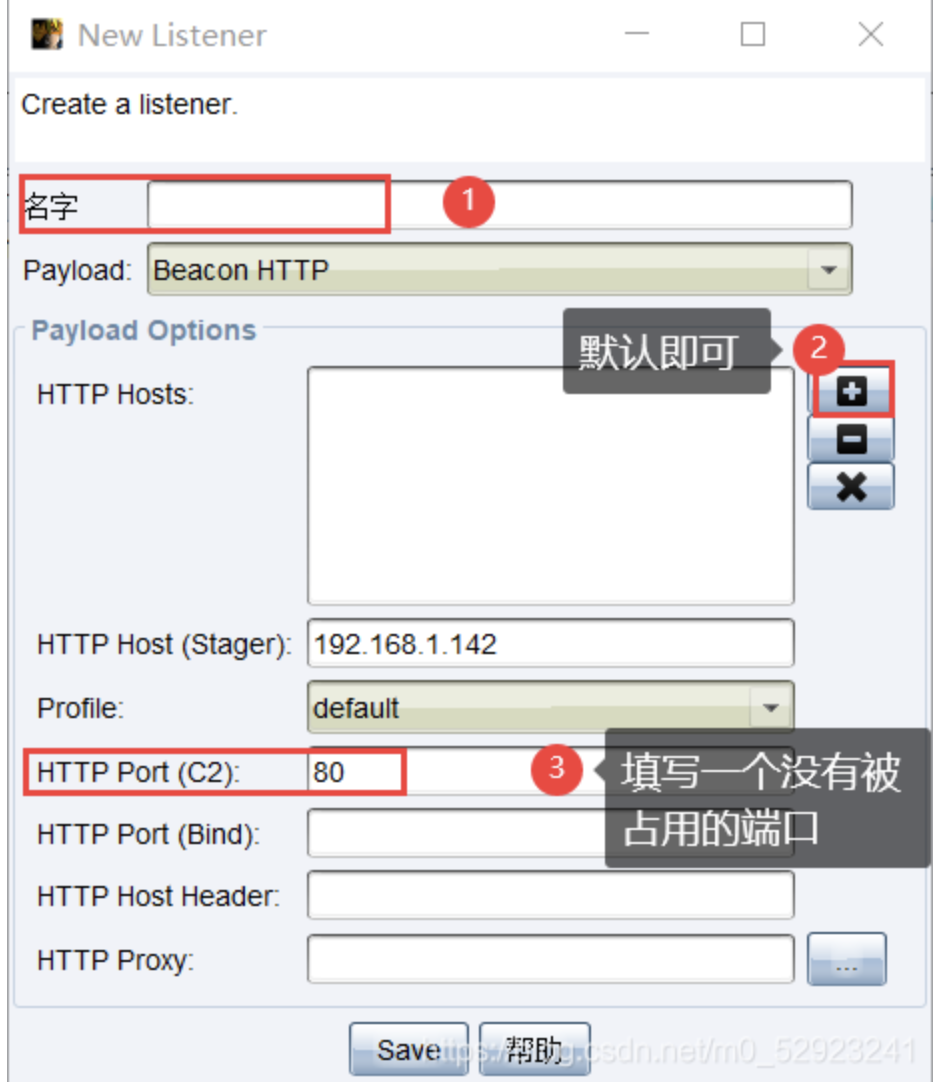 New Listener
Create a listener.
名字
1
Payload: Beacon HTTP
Payload Options
默认即可
2
HTTP Hosts:
HTTP Host (Stager): 192.168.1.142
Profile: default
HTTP Port (C2): 80
3
填写一个没有被
占用的端口
HTTP Port (Bind):
HTTP Host Header:
HTTP Proxy:
...
Save 帮助
csdn.net/m0_52923241